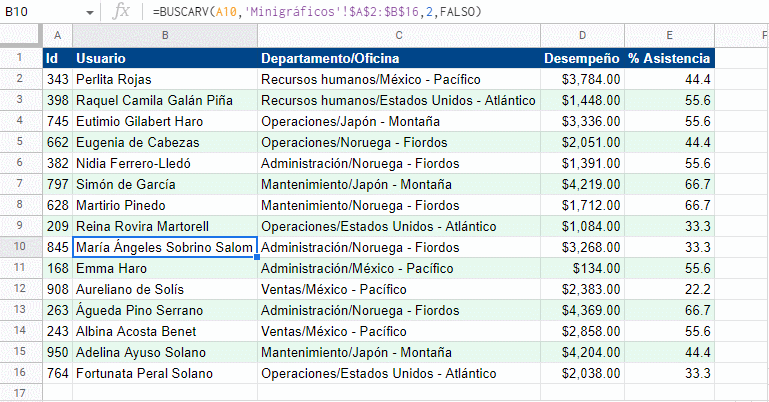 B10 fx =BUSCARV(A10,'Minigráficos'!$A$2:$B$16,2,FALSO)
A B C D E F
1 Id Usuario Departamento/Oficina Desempeño % Asistencia
2 343 Perlita Rojas Recursos humanos/México - Pacífico $3,784.00 44.4
3 398 Raquel Camila Galán Piña Recursos humanos/Estados Unidos - Atlántico $1,448.00 55.6
4 745 Eutimio Gilabert Haro Operaciones/Japón - Montaña $3,336.00 55.6
5 662 Eugenia de Cabezas Operaciones/Noruega - Fiordos $2,051.00 44.4
6 382 Nidia Ferrero-Lledó Administración/Noruega - Fiordos $1,391.00 55.6
7 797 Simón de García Mantenimiento/Japón - Montaña $4,219.00 66.7
8 628 Martirio Pinedo Mantenimiento/Noruega - Fiordos $1,712.00 66.7
9 209 Reina Rovira Martorell Operaciones/Estados Unidos - Atlántico $1,084.00 33.3
10 845 María Ángeles Sobrino Salom Administración/Noruega - Fiordos $3,268.00 33.3
11 168 Emma Haro Administración/México - Pacífico $134.00 55.6
12 908 Aureliano de Solís Ventas/México - Pacífico $2,383.00 22.2
13 263 Águeda Pino Serrano Administración/Noruega - Fiordos $4,369.00 66.7
14 243 Albina Acosta Benet Ventas/México - Pacífico $2,858.00 55.6
15 950 Adelina Ayuso Solano Mantenimiento/Japón - Montaña $4,204.00 44.4
16 764 Fortunata Peral Solano Operaciones/Estados Unidos - Atlántico $2,038.00 33.3
17